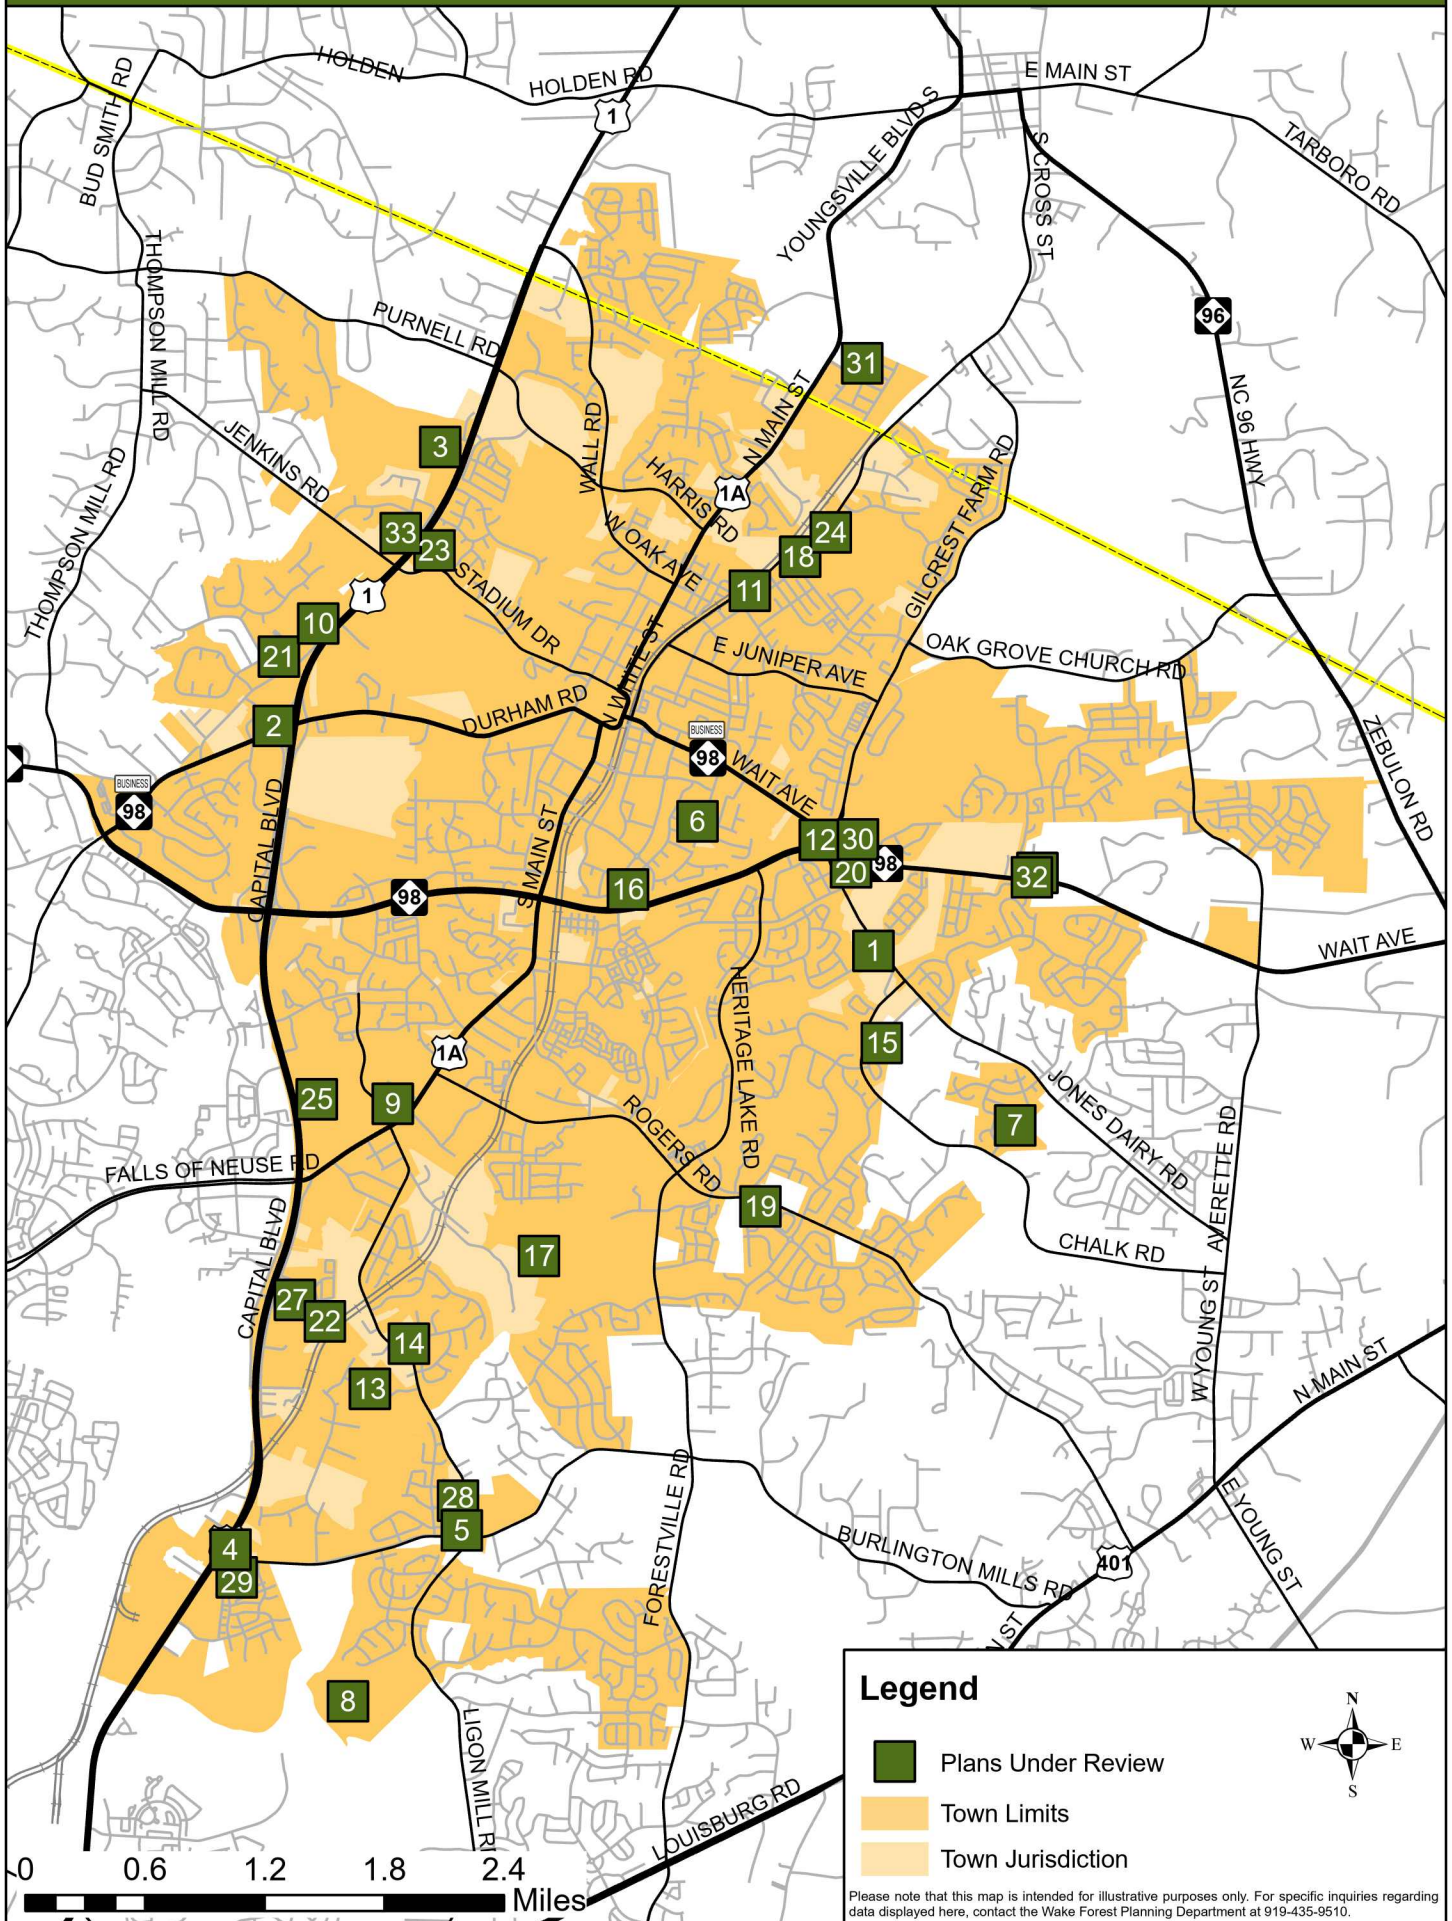 HOLDEN
HOLDEN RD
E MAIN ST
BUD SMITH RD
1
YOUNGSVILLE BLVD S
S CROSS ST
TARBORO RD
THOMPSON MILL RD
PURNELL RD
96
31
NC 96 HWY
N MAIN ST
3
JENKINS RD
WALL RD
HARRIS RD
1A
GILCREST FARM RD
THOMPSON MILL RD
33
23
W OAK AVE
24
18
11
1
STADIUM DR
10
21
N WHITE ST
E JUNIPER AVE
OAK GROVE CHURCH RD
2
DURHAM RD
BUSINESS
98
WAIT AVE
ZEBULON RD
BUSINESS
98
CAPITAL BLVD
S MAIN ST
6
12
30
20
98
32
98
16
1
WAIT AVE
HERITAGE LAKE RD
1A
15
25
9
ROGERS RD
JONES DAIRY RD
7
FALLS OF NEUSE RD
AVERETTE RD
19
CAPITAL BLVD
17
CHALK RD
27
22
14
W YOUNG ST
13
N MAIN ST
28
5
FORESTVILLE RD
E YOUNG ST
4
29
BURLINGTON MILLS RD
401
N ST
8
LIGON MILL R
LOUISBURG RD
Legend
N
W
E
S
Plans Under Review
Town Limits
Town Jurisdiction
Please note that this map is intended for illustrative purposes only. For specific inquiries regarding
data displayed here, contact the Wake Forest Planning Department at 919-435-9510.
0 0.6 1.2 1.8 2.4
Miles